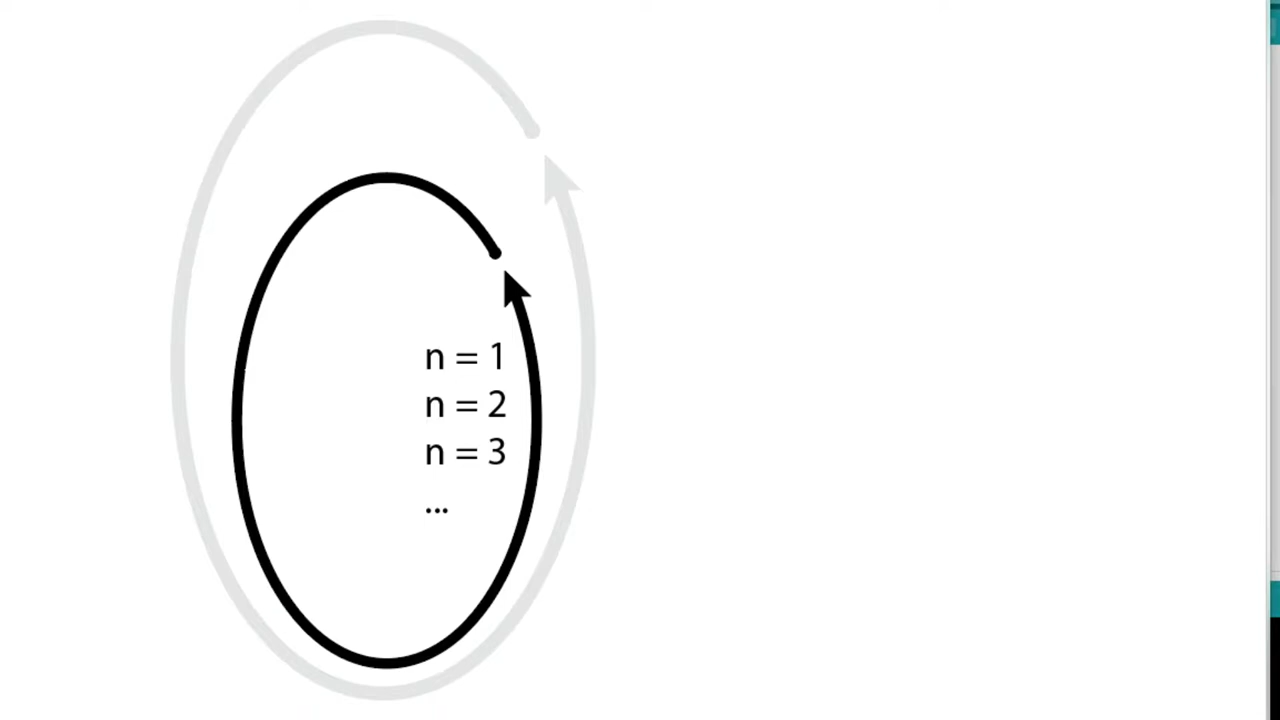 n = 1
n = 2
n = 3
...